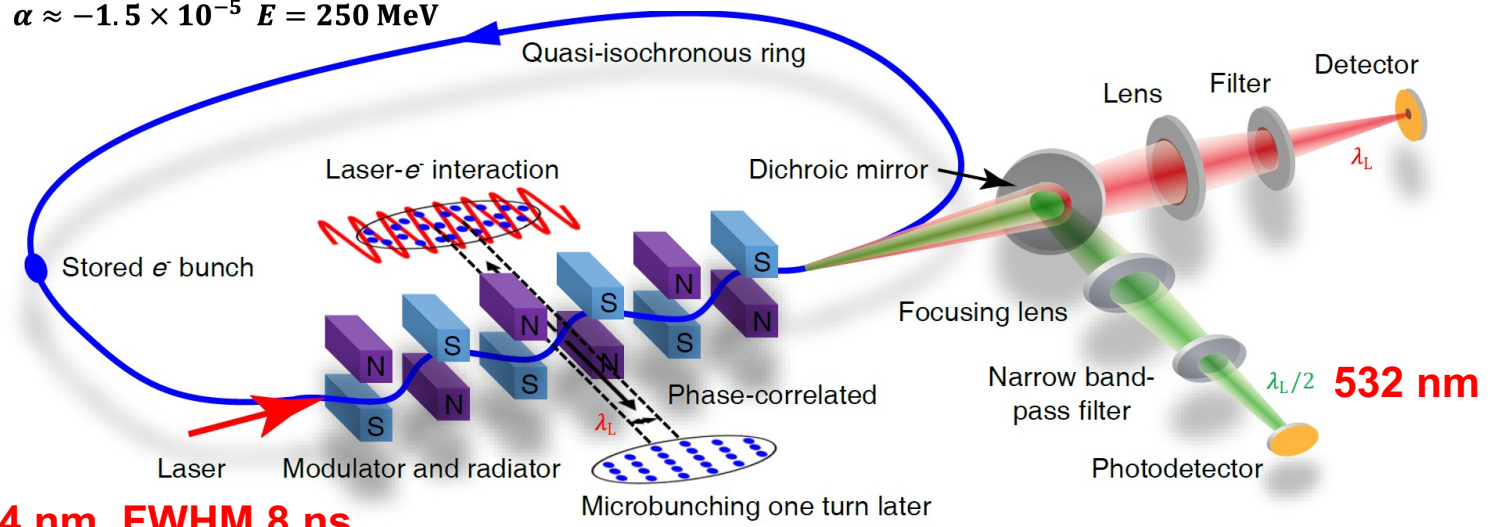 α ≈ −1.5 × 10⁻⁵ E = 250 MeV
Quasi-isochronous ring
Detector
Filter
Lens
Laser-e⁻ interaction
Dichroic mirror
λL
Stored e⁻ bunch
S
N
S
N
N
S
S
N
S
N
S
N
Focusing lens
Phase-correlated
Narrow band-
pass filter
λL/2 532 nm
λL
Laser
Modulator and radiator
Photodetector
Microbunching one turn later
4 nm, FWHM 8 ns